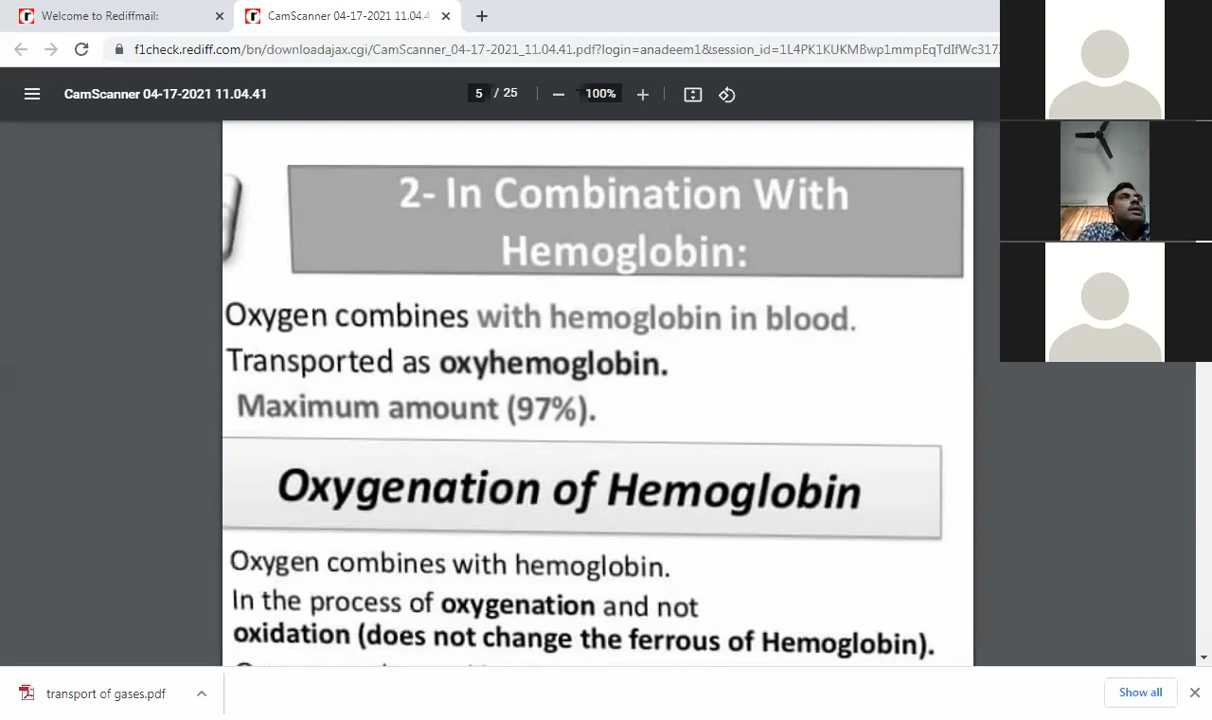 Welcome to Rediffmail:
CamScanner 04-17-2021 11.04.4
f1check.rediff.com/bn/downloadajax.cgi/CamScanner_04-17-2021_11.04.41.pdf?login=anadeem1&session_id=1L4PK1KUKMBwp1mmpEqTdIfWc317
CamScanner 04-17-2021 11.04.41
5 / 25
100%
2- In Combination With
Hemoglobin:
Oxygen combines with hemoglobin in blood.
Transported as oxyhemoglobin.
Maximum amount (97%).
Oxygenation of Hemoglobin
Oxygen combines with hemoglobin.
In the process of oxygenation and not
oxidation (does not change the ferrous of Hemoglobin).
transport of gases.pdf
Show all